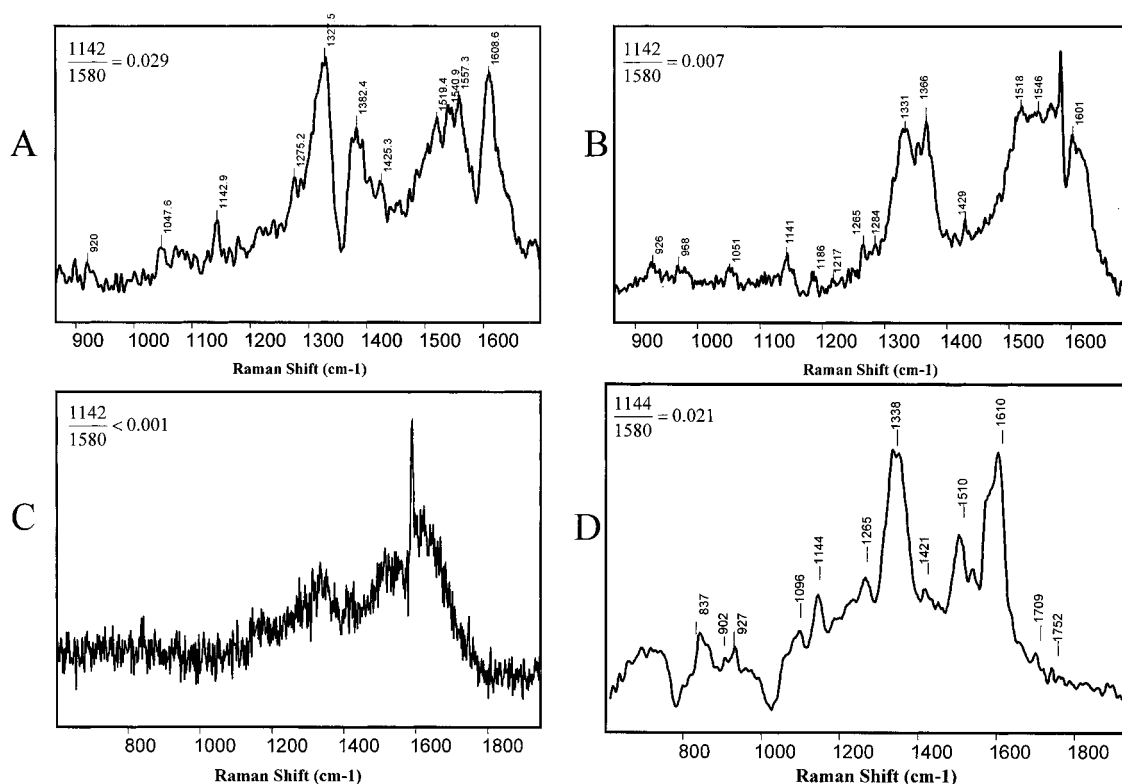 A
1142
1580 = 0.029
920
1047.6
1142.9
1275.2
1327.5
1382.4
1425.3
1519.4
1540.9
1557.3
1608.6
900 1000 1100 1200 1300 1400 1500 1600
Raman Shift (cm-1)
B
1142
1580 = 0.007
926
968
1051
1141
1186
1217
1265
1284
1331
1366
1429
1518
1546
1601
900 1000 1100 1200 1300 1400 1500 1600
Raman Shift (cm-1)
C
1142
1580 < 0.001
800 1000 1200 1400 1600 1800
Raman Shift (cm-1)
D
1144
1580 = 0.021
837
902
927
1096
1144
1265
1338
1421
1510
1610
1709
1752
800 1000 1200 1400 1600 1800
Raman Shift (cm-1)